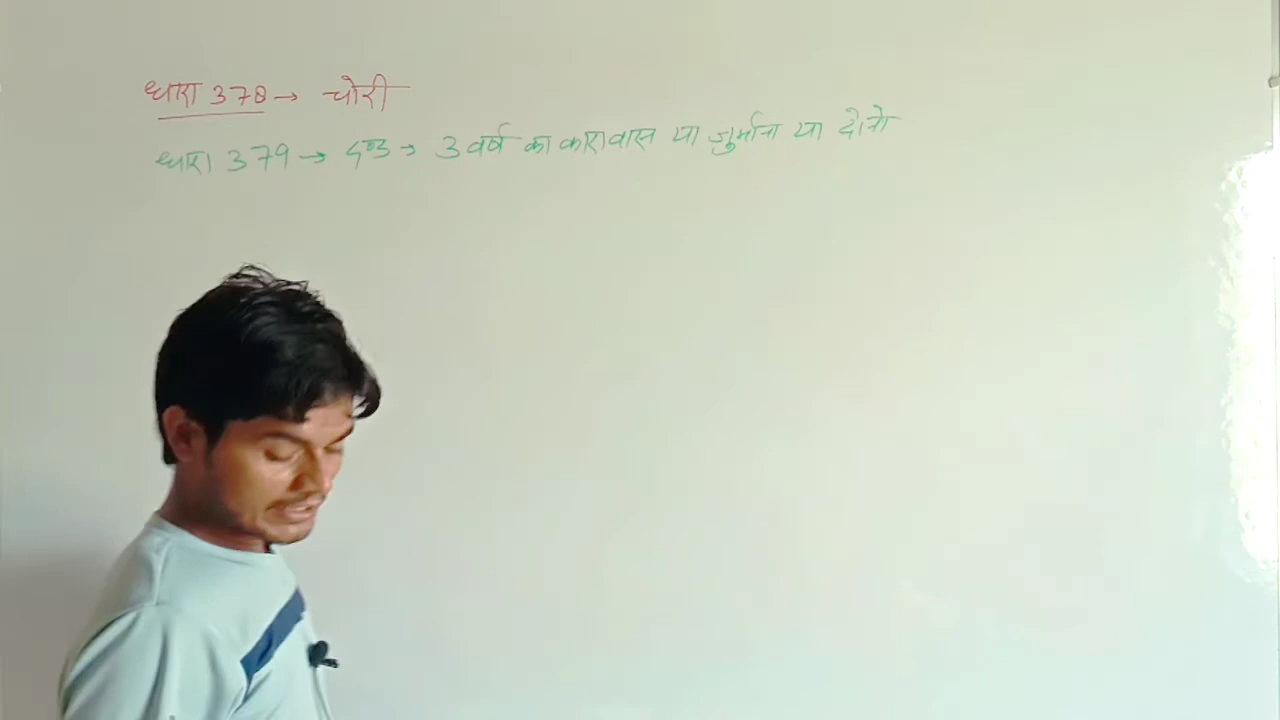 धारा 378 → चोरी
धारा 379 → दण्ड → 3 वर्ष का कारावास या जुर्माना या दोनो